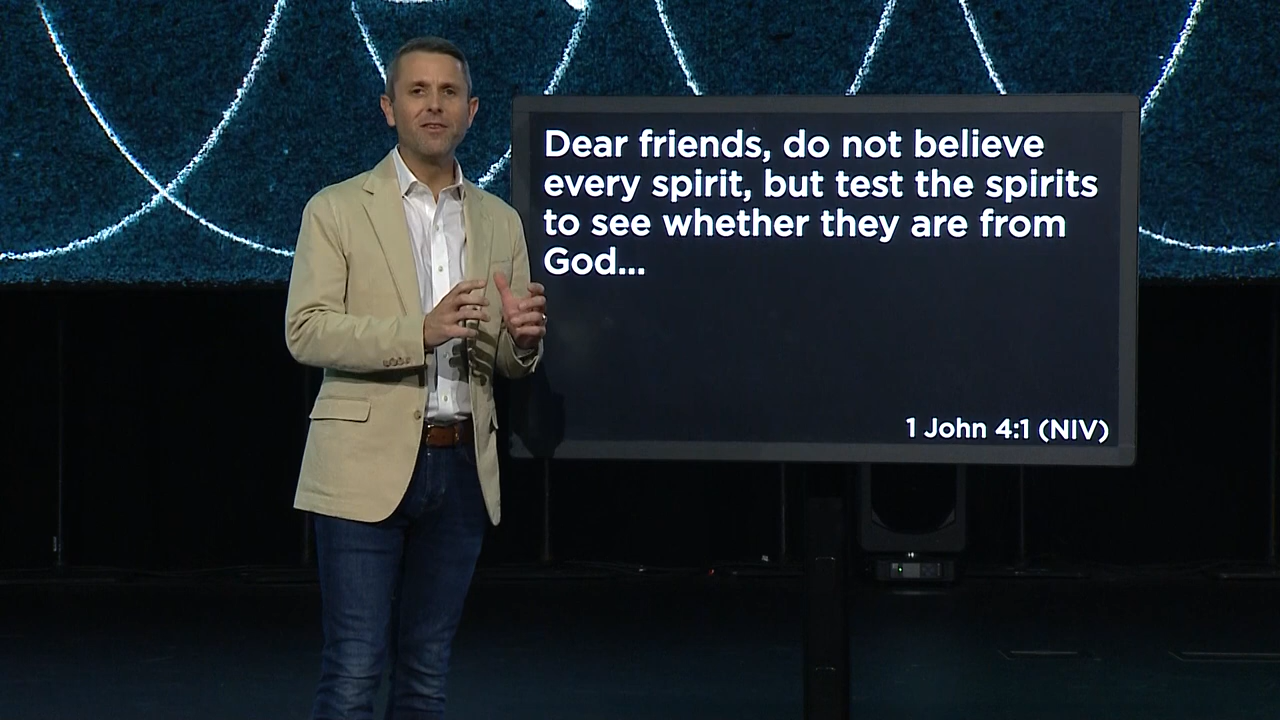 Dear friends, do not believe
every spirit, but test the spirits
to see whether they are from
God...
1 John 4:1 (NIV)